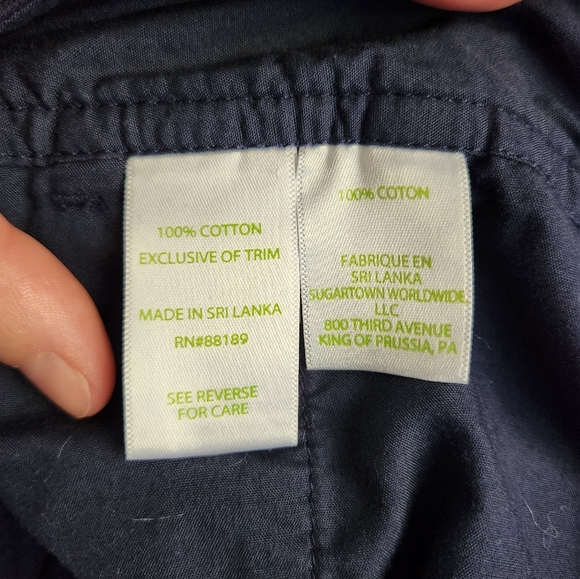 100% COTTON
EXCLUSIVE OF TRIM
MADE IN SRI LANKA
RN#88189
SEE REVERSE
FOR CARE
100% COTON
FABRIQUE EN
SRI LANKA
SUGARTOWN WORLDWIDE,
LLC
800 THIRD AVENUE
KING OF PRUSSIA, PA